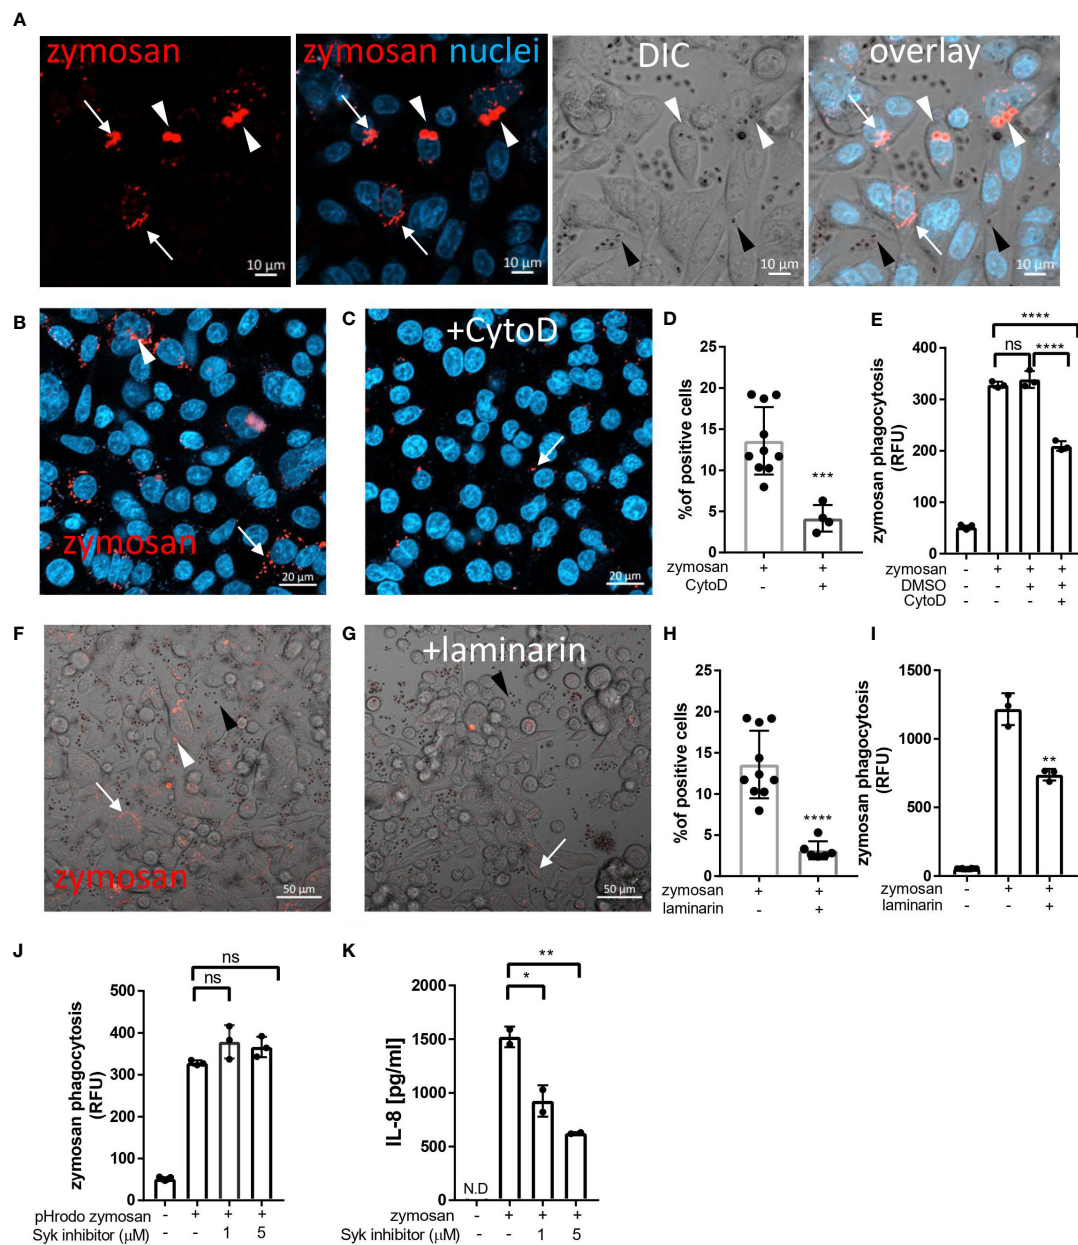 A
zymosan
zymosan nuclei
DIC
overlay
10 μm
10 μm
10 μm
10 μm
B
zymosan
20 μm
C
+CytoD
20 μm
D
%of positive cells
25
20
15
10
5
0
***
zymosan + +
CytoD - +
E
zymosan phagocytosis
(RFU)
400
300
200
100
0
****
ns ****
zymosan - + + +
DMSO - - + +
CytoD - - - +
F
zymosan
50 μm
G
+laminarin
50 μm
H
%of positive cells
25
20
15
10
5
0
****
zymosan + +
laminarin - +
I
zymosan phagocytosis
(RFU)
1500
1000
500
0
**
zymosan - + +
laminarin - - +
J
zymosan phagocytosis
(RFU)
500
400
300
200
100
0
ns
ns
pHrodo zymosan - + + +
Syk inhibitor (μM) - - 1 5
K
IL-8 [pg/ml]
2000
1500
1000
500
0
**
*
N.D
zymosan - + + +
Syk inhibitor (μM) - - 1 5